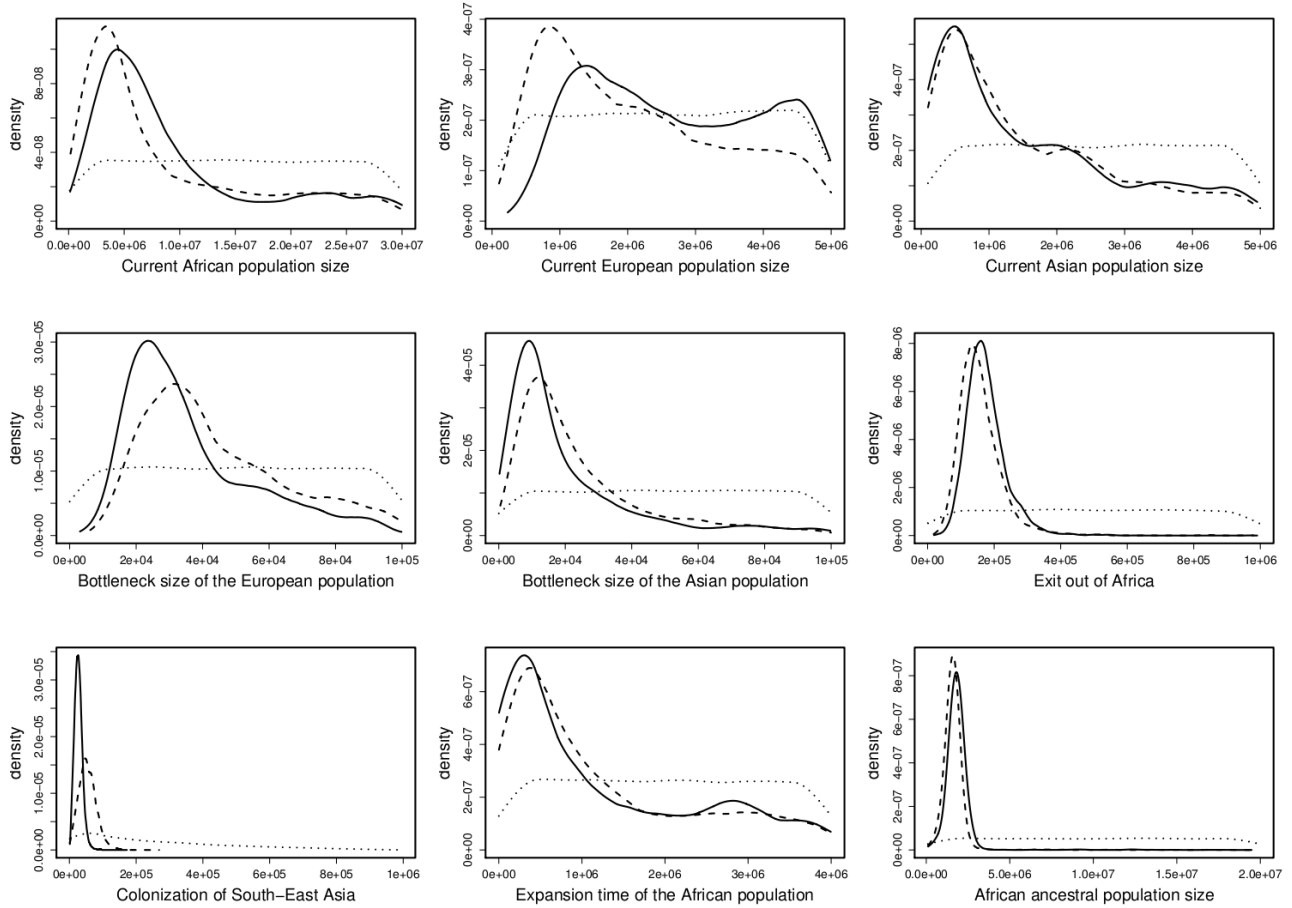 density
0e+00 4e−08 8e−08
0.0e+00 5.0e+06 1.0e+07 1.5e+07 2.0e+07 2.5e+07 3.0e+07
Current African population size
density
0e+00 1e−07 2e−07 3e−07 4e−07
0e+00 1e+06 2e+06 3e+06 4e+06 5e+06
Current European population size
density
0e+00 2e−07 4e−07
0e+00 1e+06 2e+06 3e+06 4e+06 5e+06
Current Asian population size
density
0.0e+00 1.0e−05 2.0e−05 3.0e−05
0e+00 2e+04 4e+04 6e+04 8e+04 1e+05
Bottleneck size of the European population
density
0e+00 2e−05 4e−05
0e+00 2e+04 4e+04 6e+04 8e+04 1e+05
Bottleneck size of the Asian population
density
0e+00 2e−06 4e−06 6e−06 8e−06
0e+00 2e+05 4e+05 6e+05 8e+05 1e+06
Exit out of Africa
density
0.0e+00 1.0e−05 2.0e−05 3.0e−05
0e+00 2e+05 4e+05 6e+05 8e+05 1e+06
Colonization of South−East Asia
density
0e+00 2e−07 4e−07 6e−07
0e+00 1e+06 2e+06 3e+06 4e+06
Expansion time of the African population
density
0e+00 2e−07 4e−07 6e−07 8e−07
0.0e+00 5.0e+06 1.0e+07 1.5e+07 2.0e+07
African ancestral population size